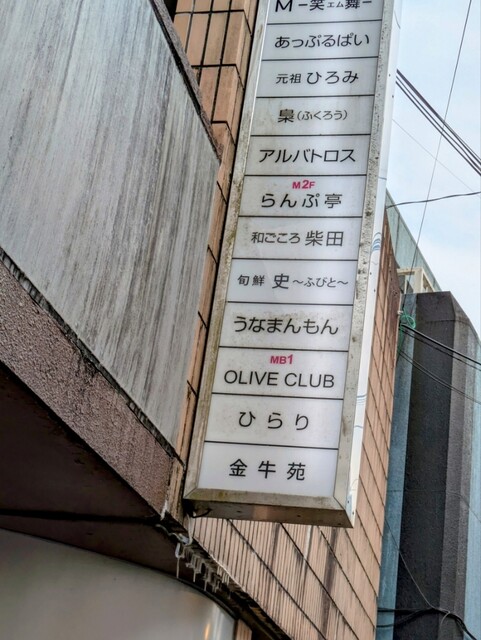 M-笑エム舞-
あっぷるぱい
元祖 ひろみ
梟(ふくろう)
アルバトロス
M2F
らんぷ亭
和ごころ 柴田
旬鮮 史~ふびと~
うなまんもん
MB1
OLIVE CLUB
ひらり
金牛苑